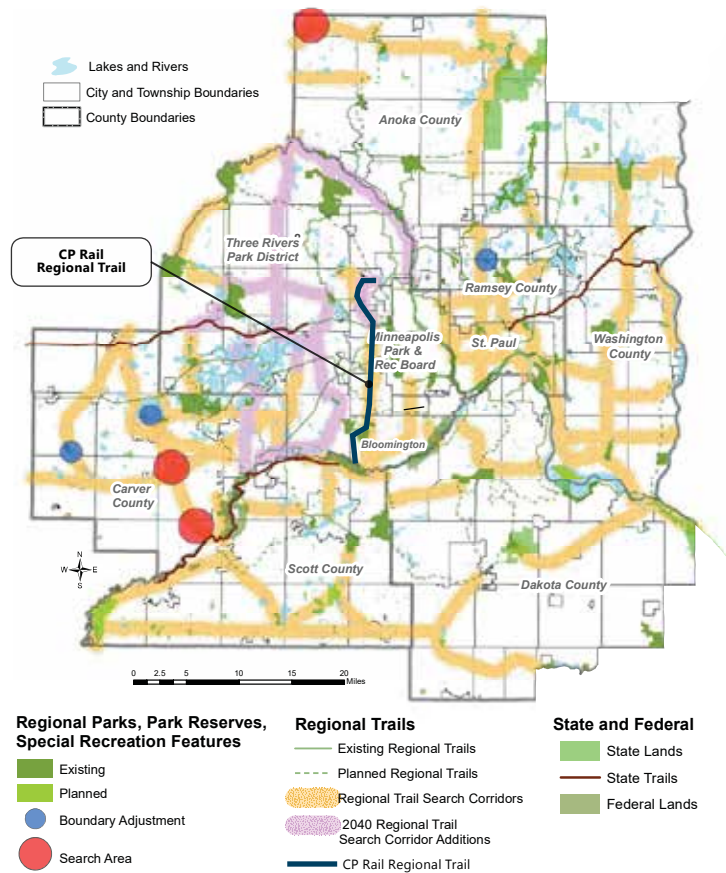 Lakes and Rivers
City and Township Boundaries
County Boundaries
Anoka County
CP Rail
Regional Trail
Three Rivers
Park District
Ramsey County
Minneapolis
Park &
Rec Board
St. Paul
Washington
County
Bloomington
Carver
County
N
W E
S
Scott County
Dakota County
0 2.5 5 10 15 20
Miles
Regional Parks, Park Reserves,
Special Recreation Features
Existing
Planned
Boundary Adjustment
Search Area
Regional Trails
Existing Regional Trails
Planned Regional Trails
Regional Trail Search Corridors
2040 Regional Trail
Search Corridor Additions
CP Rail Regional Trail
State and Federal
State Lands
State Trails
Federal Lands